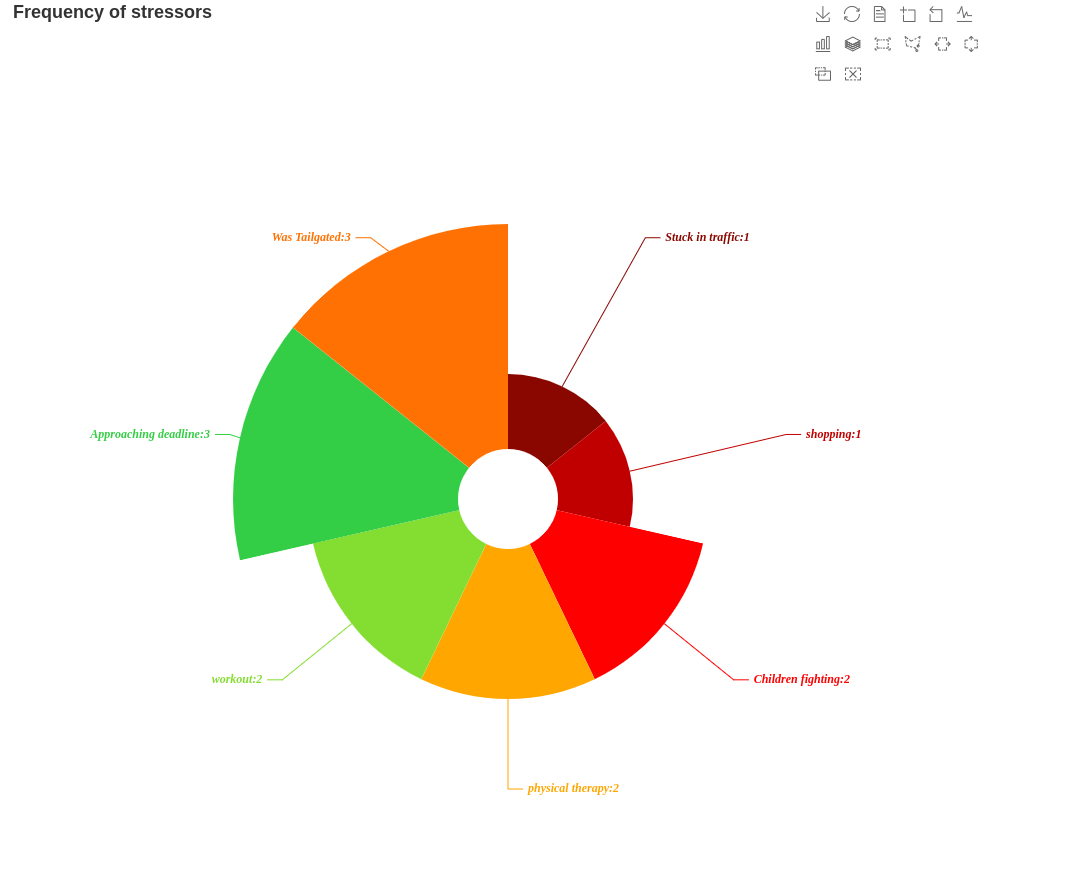 Frequency of stressors
Was Tailgated:3
Stuck in traffic:1
Approaching deadline:3
shopping:1
workout:2
Children fighting:2
physical therapy:2